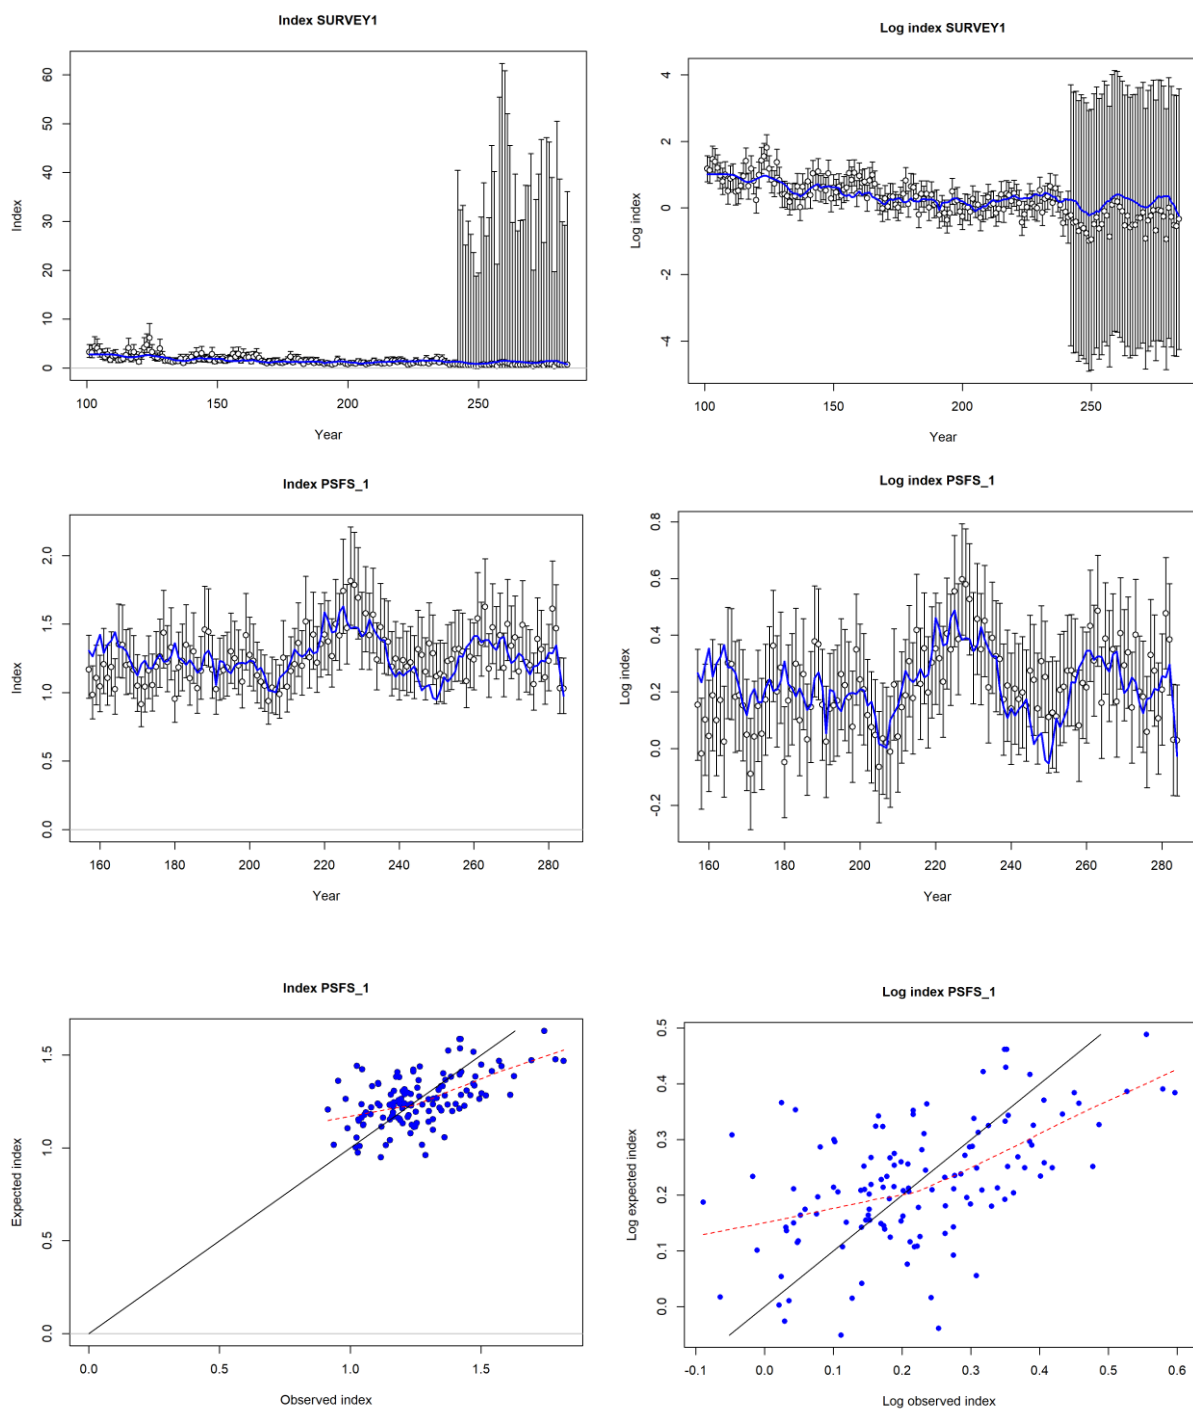 Index SURVEY1
Index
60
50
40
30
20
10
0
100 150 200 250
Year
Log index SURVEY1
Log index
4
2
0
-2
-4
100 150 200 250
Year
Index PSFS_1
Index
2.0
1.5
1.0
0.5
0.0
160 180 200 220 240 260 280
Year
Log index PSFS_1
Log index
0.8
0.6
0.4
0.2
0.0
-0.2
160 180 200 220 240 260 280
Year
Index PSFS_1
Expected index
1.5
1.0
0.5
0.0
0.0 1.0 1.5
Observed index
Log index PSFS_1
Log expected index
0.5
0.4
0.3
0.2
0.1
0.0
-0.1 0.0 0.1 0.2 0.3 0.4 0.5 0.6
Log observed index